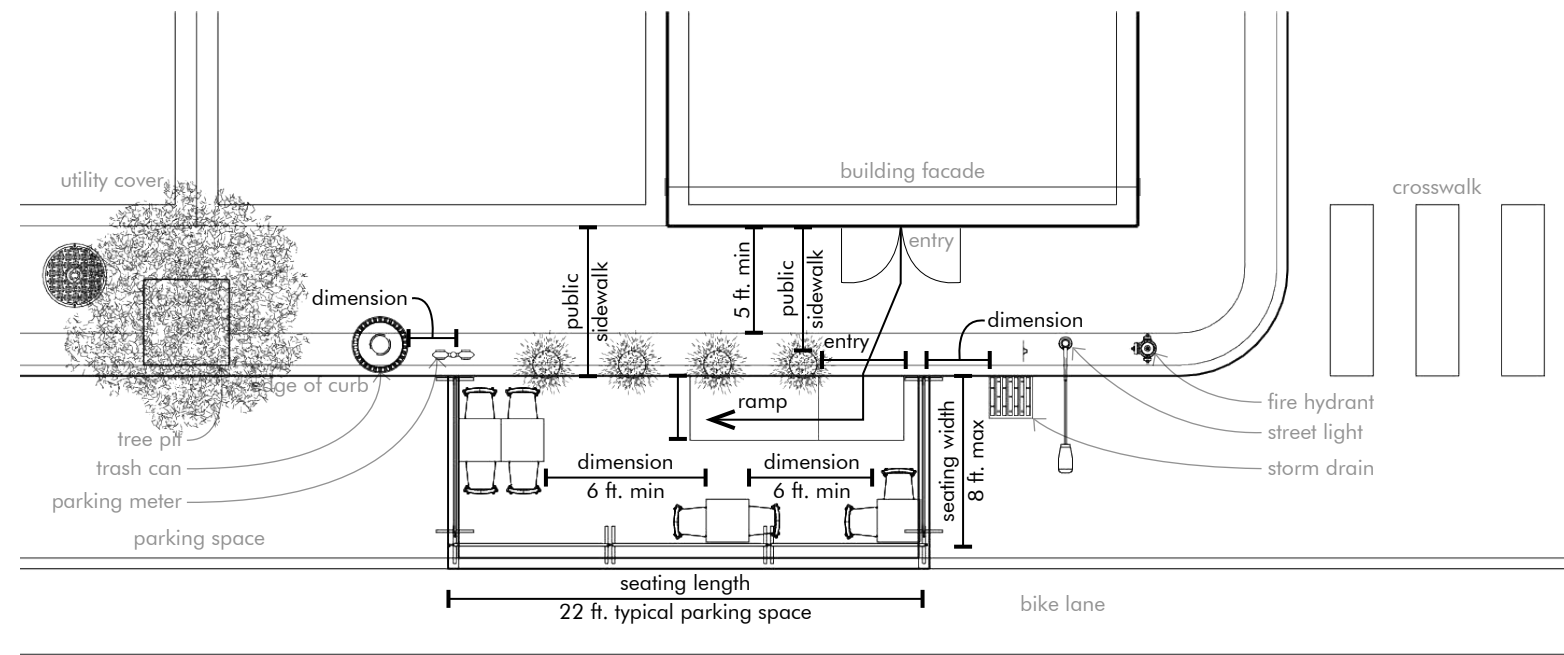 utility cover
building facade
crosswalk
entry
5 ft. min
public
sidewalk
public
sidewalk
dimension
dimension
entry
edge of curb
ramp
fire hydrant
street light
storm drain
tree pit
trash can
parking meter
parking space
dimension
6 ft. min
dimension
6 ft. min
seating width
8 ft. max
seating length
22 ft. typical parking space
bike lane